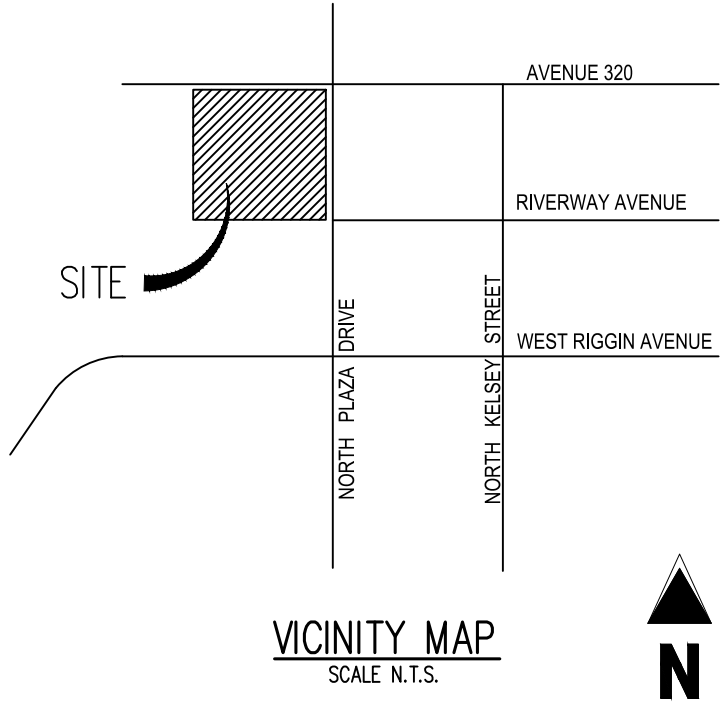 AVENUE 320
RIVERWAY AVENUE
SITE
WEST RIGGIN AVENUE
NORTH PLAZA DRIVE
NORTH KELSEY STREET
VICINITY MAP
SCALE N.T.S.
N